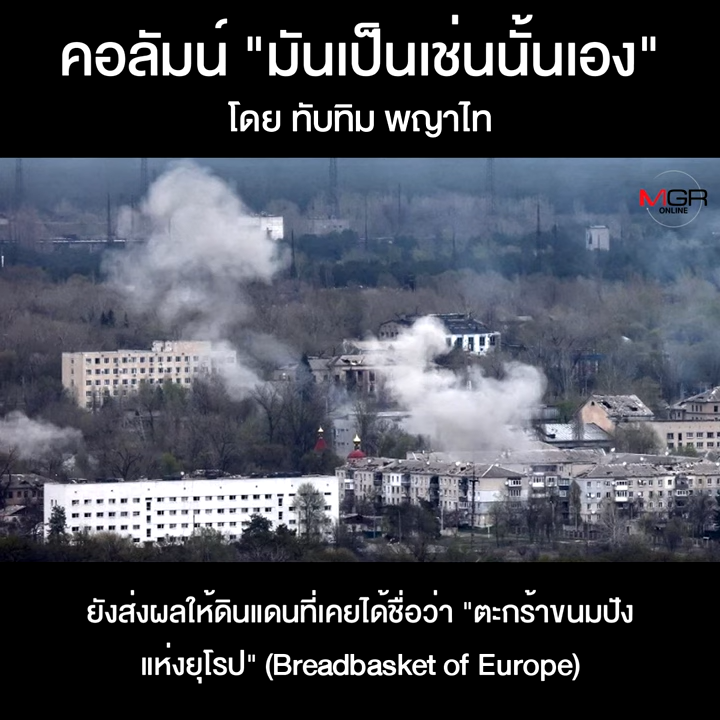 คอลัมน์ "มันเป็นเช่นนั้นเอง"
โดย ทับทิม พญาไท
MGR
ONLINE
ยังส่งผลให้ดินแดนที่เคยได้ชื่อว่า "ตะกร้าขนมปัง
แห่งยุโรป" (Breadbasket of Europe)